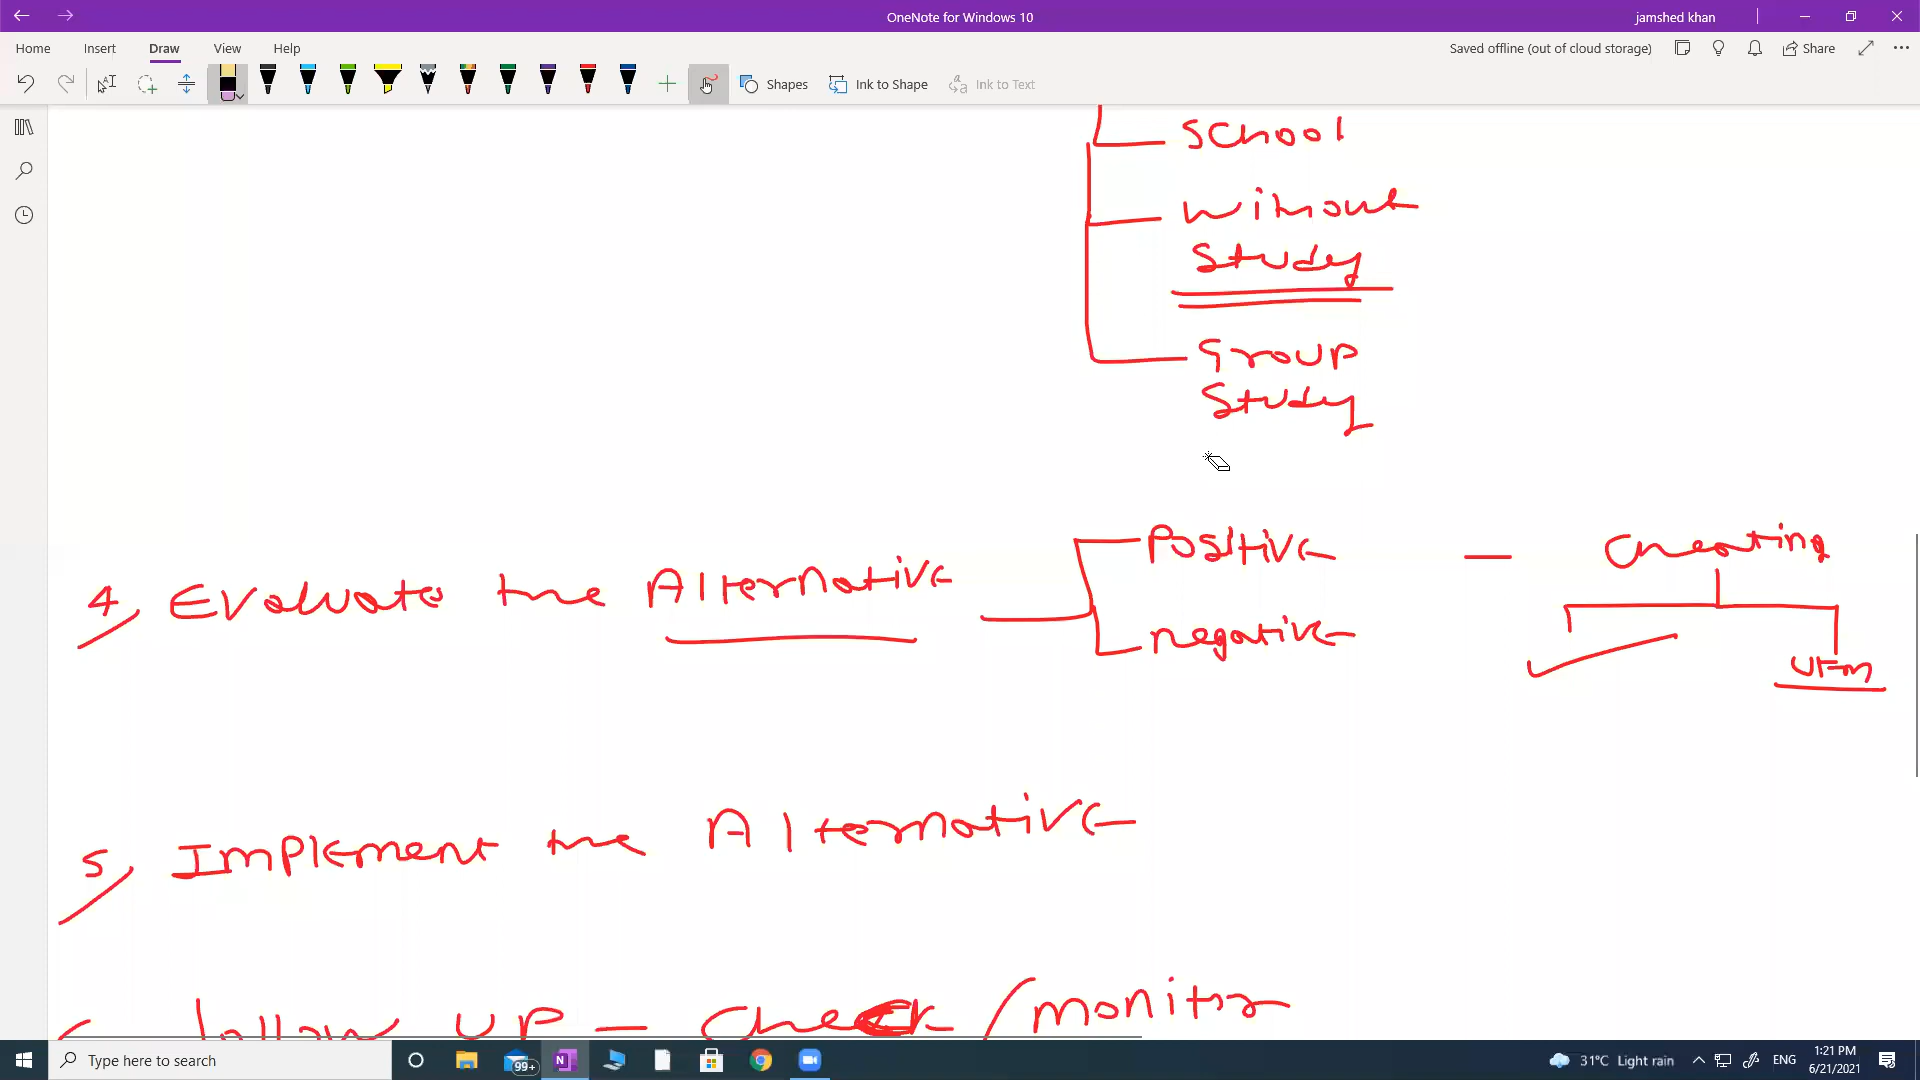 OneNote for Windows 10
jamshed khan
Home Insert Draw View Help
Saved offline (out of cloud storage)
Share
Shapes
Ink to Shape
Ink to Text
School
Without
Study
Group
Study
4, Evaluate the Alternative
Positive — Cheating
negative
UFM
5, Implement the Alternative
6 follow UP — Check / monitor
Type here to search
99+
31°C Light rain
ENG
1:21 PM
6/21/2021